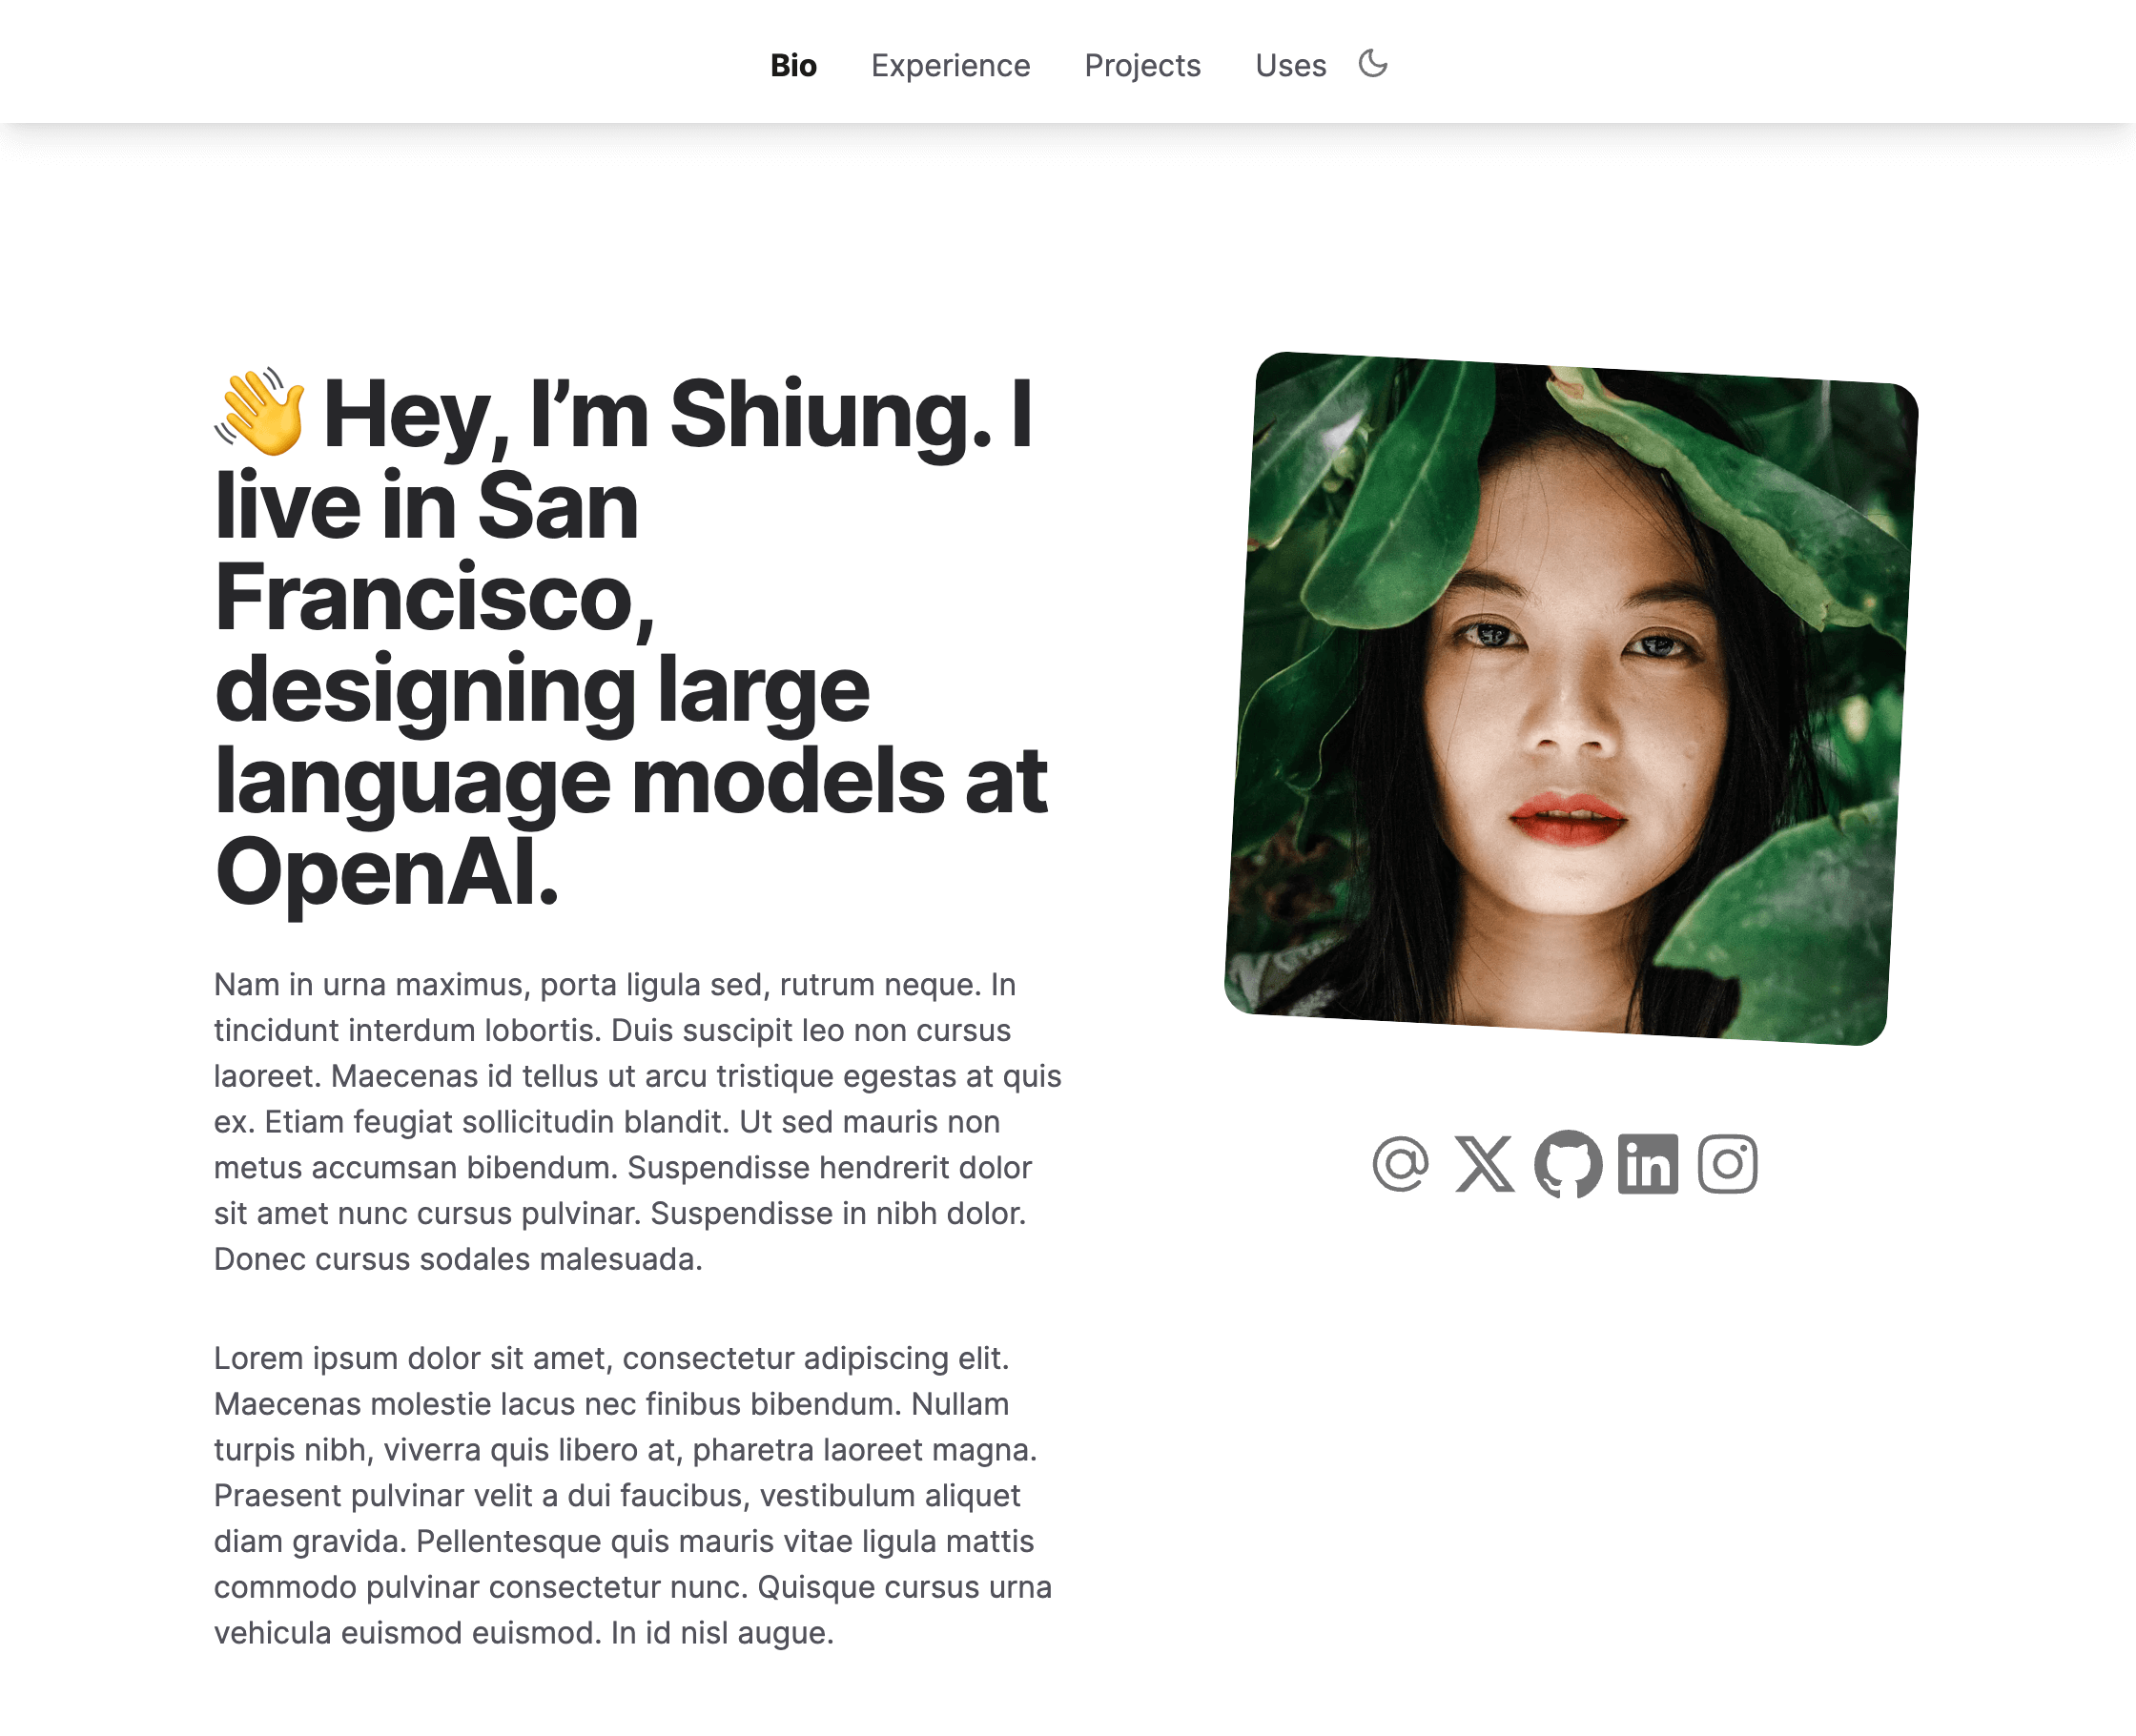 Bio Experience Projects Uses
👋 Hey, I’m Shiung. I
live in San
Francisco,
designing large
language models at
OpenAI.
Nam in urna maximus, porta ligula sed, rutrum neque. In
tincidunt interdum lobortis. Duis suscipit leo non cursus
laoreet. Maecenas id tellus ut arcu tristique egestas at quis
ex. Etiam feugiat sollicitudin blandit. Ut sed mauris non
metus accumsan bibendum. Suspendisse hendrerit dolor
sit amet nunc cursus pulvinar. Suspendisse in nibh dolor.
Donec cursus sodales malesuada.
Lorem ipsum dolor sit amet, consectetur adipiscing elit.
Maecenas molestie lacus nec finibus bibendum. Nullam
turpis nibh, viverra quis libero at, pharetra laoreet magna.
Praesent pulvinar velit a dui faucibus, vestibulum aliquet
diam gravida. Pellentesque quis mauris vitae ligula mattis
commodo pulvinar consectetur nunc. Quisque cursus urna
vehicula euismod euismod. In id nisl augue.